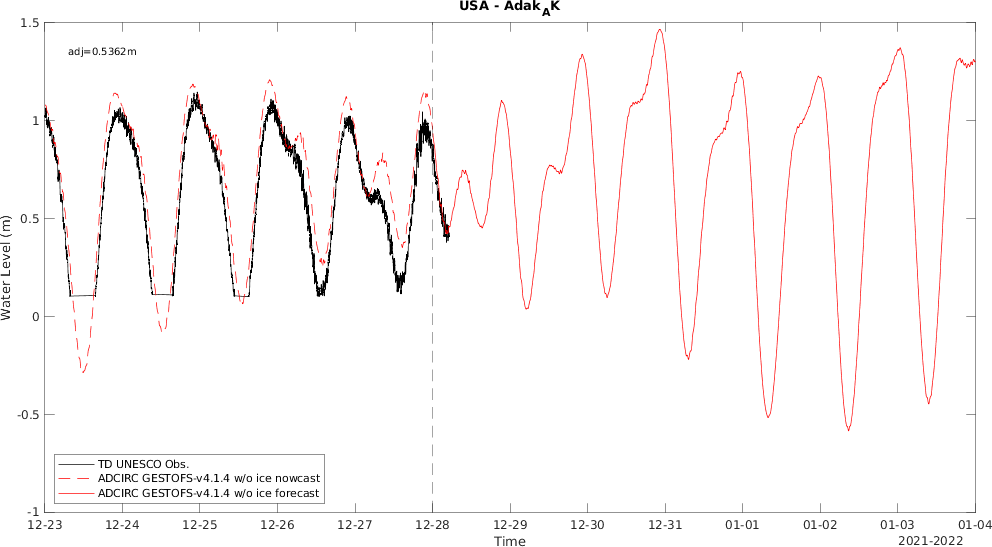 USA - Adak_AK
1.5
adj=0.5362m
1
0.5
0
-0.5
-1
Water Level (m)
TD UNESCO Obs.
ADCIRC GESTOFS-v4.1.4 w/o ice nowcast
ADCIRC GESTOFS-v4.1.4 w/o ice forecast
12-23 12-24 12-25 12-26 12-27 12-28 12-29 12-30 12-31 01-01 01-02 01-03 01-04
Time
2021-2022